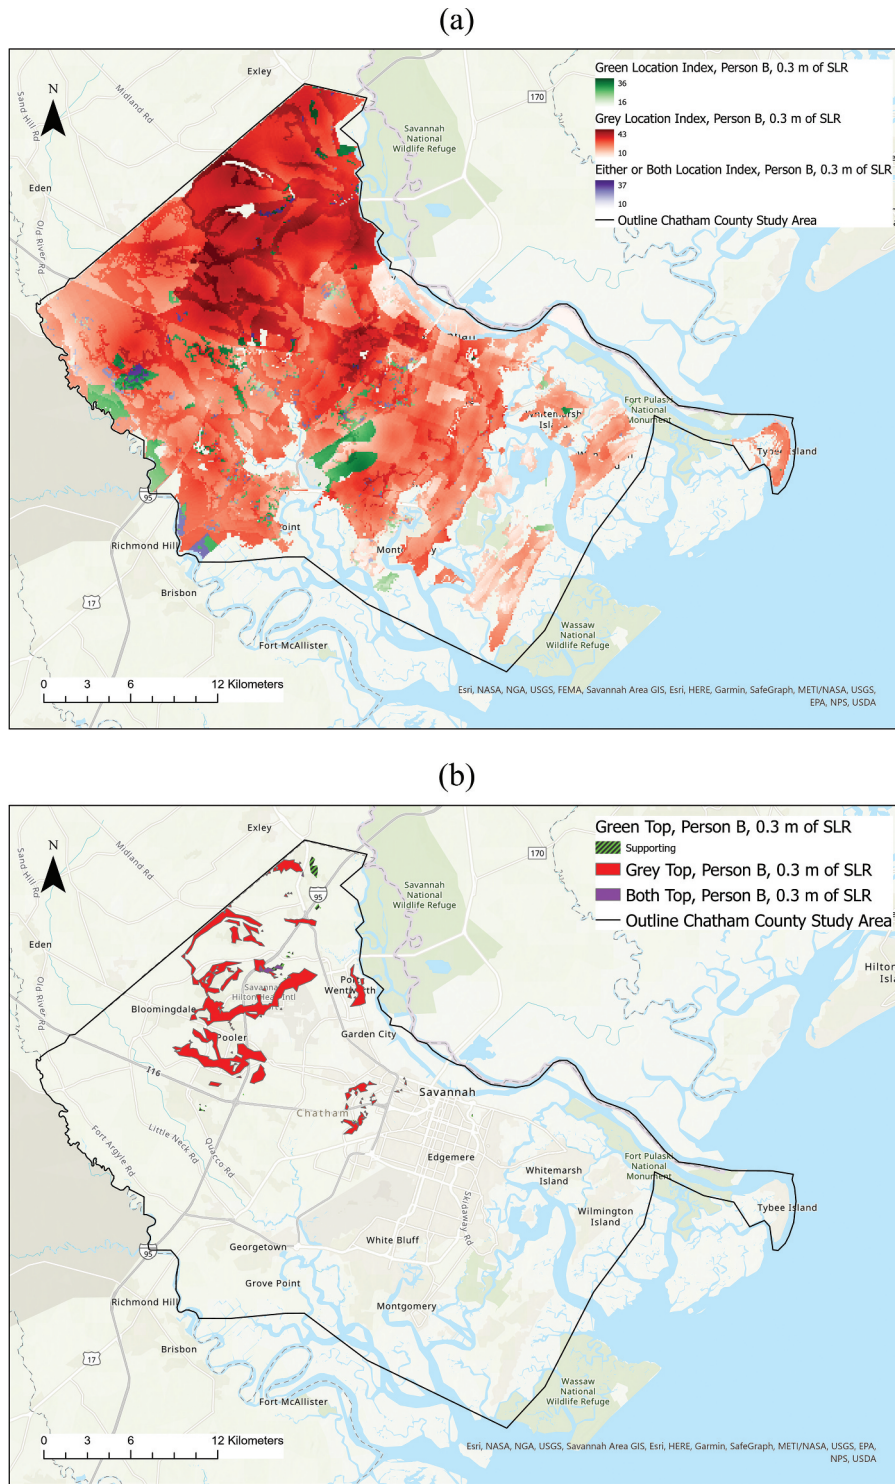 (a)
Exley
Midland Rd
Sand Hill Rd
N
170
Savannah
National
Wildlife Refuge
Eden
Old River Rd
Green Location Index, Person B, 0.3 m of SLR
36
16
Grey Location Index, Person B, 0.3 m of SLR
43
10
Either or Both Location Index, Person B, 0.3 m of SLR
37
10
Outline Chatham County Study Area
Fort Pulaski
National
Monument
Whitemarsh
Island
Tybee Island
95
Richmond Hill
Point
17
Brisbon
Fort McAllister
Wassaw
National
Wildlife Refuge
0 3 6 12 Kilometers
Esri, NASA, NGA, USGS, FEMA, Savannah Area GIS, Esri, HERE, Garmin, SafeGraph, METI/NASA, USGS,
EPA, NPS, USDA
(b)
Exley
Midland Rd
Sand Hill Rd
N
170
95
Savannah
National
Wildlife Refuge
Eden
Old River Rd
Green Top, Person B, 0.3 m of SLR
Supporting
Grey Top, Person B, 0.3 m of SLR
Both Top, Person B, 0.3 m of SLR
Outline Chatham County Study Area
Hilton
Port
Wentworth
Bloomingdale
Garden City
Pooler
I16
Savannah
Chatham
Little Neck Rd
Fort Argyle Rd
Quacco Rd
Edgemere
Whitemarsh
Island
Fort Pulaski
National
Monument
Skidaway Rd
Wilmington
Island
Tybee Island
White Bluff
Georgetown
95
Grove Point
Richmond Hill
Montgomery
Brisbon
17
Fort McAllister
Wassaw
National
Wildlife Refuge
0 3 6 12 Kilometers
Esri, NASA, NGA, USGS, Savannah Area GIS, Esri, HERE, Garmin, SafeGraph, METI/NASA, USGS, EPA,
NPS, USDA